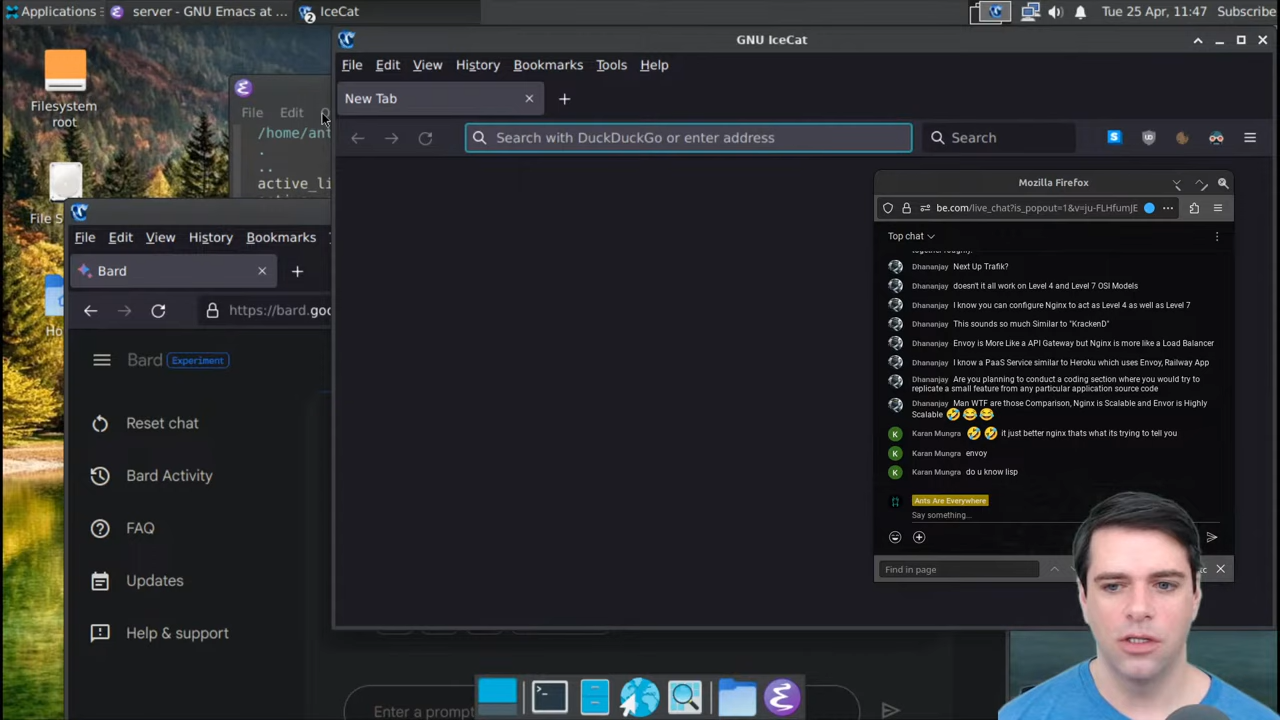 Applications
server - GNU Emacs at ...
2
IceCat
Tue 25 Apr, 11:47
Subscribe
Filesystem
root
File S
Ho
File Edit
/home/ant
.
..
active_li
GNU IceCat
File Edit View History Bookmarks Tools Help
New Tab
Search with DuckDuckGo or enter address
Search
File Edit View History Bookmarks
Bard
https://bard.goo
Bard Experiment
Reset chat
Bard Activity
FAQ
Updates
Help & support
Enter a prompt
Mozilla Firefox
be.com/live_chat?is_popout=1&v=ju-FLHfumJE
Top chat
Dhananjay Next Up Trafik?
Dhananjay doesn't it all work on Level 4 and Level 7 OSI Models
Dhananjay I know you can configure Nginx to act as Level 4 as well as Level 7
Dhananjay This sounds so much Similar to "KrackenD"
Dhananjay Envoy is More Like a API Gateway but Nginx is more like a Load Balancer
Dhananjay I know a PaaS Service similar to Heroku which uses Envoy, Railway App
Dhananjay Are you planning to conduct a coding section where you would try to
replicate a small feature from any particular application source code
Dhananjay Man WTF are those Comparison, Nginx is Scalable and Envor is Highly
Scalable 🤣 😂 😂
K Karan Mungra 🤣 🤣 it just better nginx thats what its trying to tell you
K Karan Mungra envoy
K Karan Mungra do u know lisp
Ants Are Everywhere
Say something...
Find in page